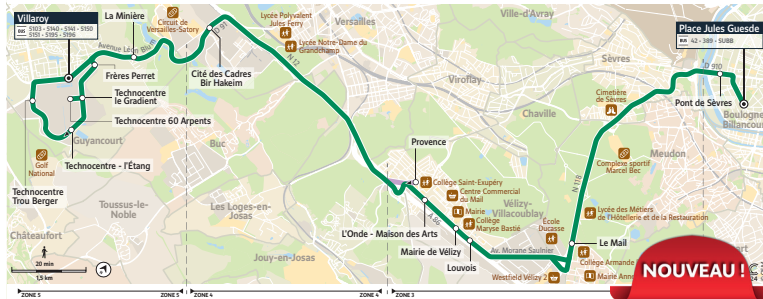 Villaroy
BUS 5103 - 5140 - 5141 - 5150
5151 - 5195 - 5196
La Minière
Circuit de
Versailles-Satory
Avenue Léon Blum
D 91
Frères Perret
Technocentre
le Gradient
Technocentre 60 Arpents
Guyancourt
Technocentre - l'Étang
Golf
National
Technocentre
Trou Berger
Châteaufort
Toussus-le-
Noble
20 min
1,5 km
Cité des Cadres
Bir Hakeim
Lycée Polyvalent
Jules Ferry
Lycée Notre-Dame du
Grandchamp
N 12
Versailles
Buc
Les Loges-en-
Josas
Jouy-en-Josas
Viroflay
Ville-d'Avray
Sèvres
Chaville
Cimetière
de Sèvres
Place Jules Guesde
BUS 42 - 389 - SUBB
D 910
Pont de Sèvres
Boulogne
Billancourt
Meudon
Complexe sportif
Marcel Bec
N 118
Provence
Collège Saint-Exupéry
Centre Commercial
du Mail
Mairie
Collège
Maryse Bastié
Vélizy-
Villacoublay
A 86
L'Onde - Maison des Arts
Mairie de Vélizy
Louvois
Av. Morane Saulnier
École
Ducasse
Lycée des Métiers
de l'Hôtellerie et de la Restauration
Le Mail
Collège Armande
Westfield Vélizy 2
Mairie Anne
NOUVEAU !
ZONE 5
ZONE 5
ZONE 4
ZONE 4
ZONE 3